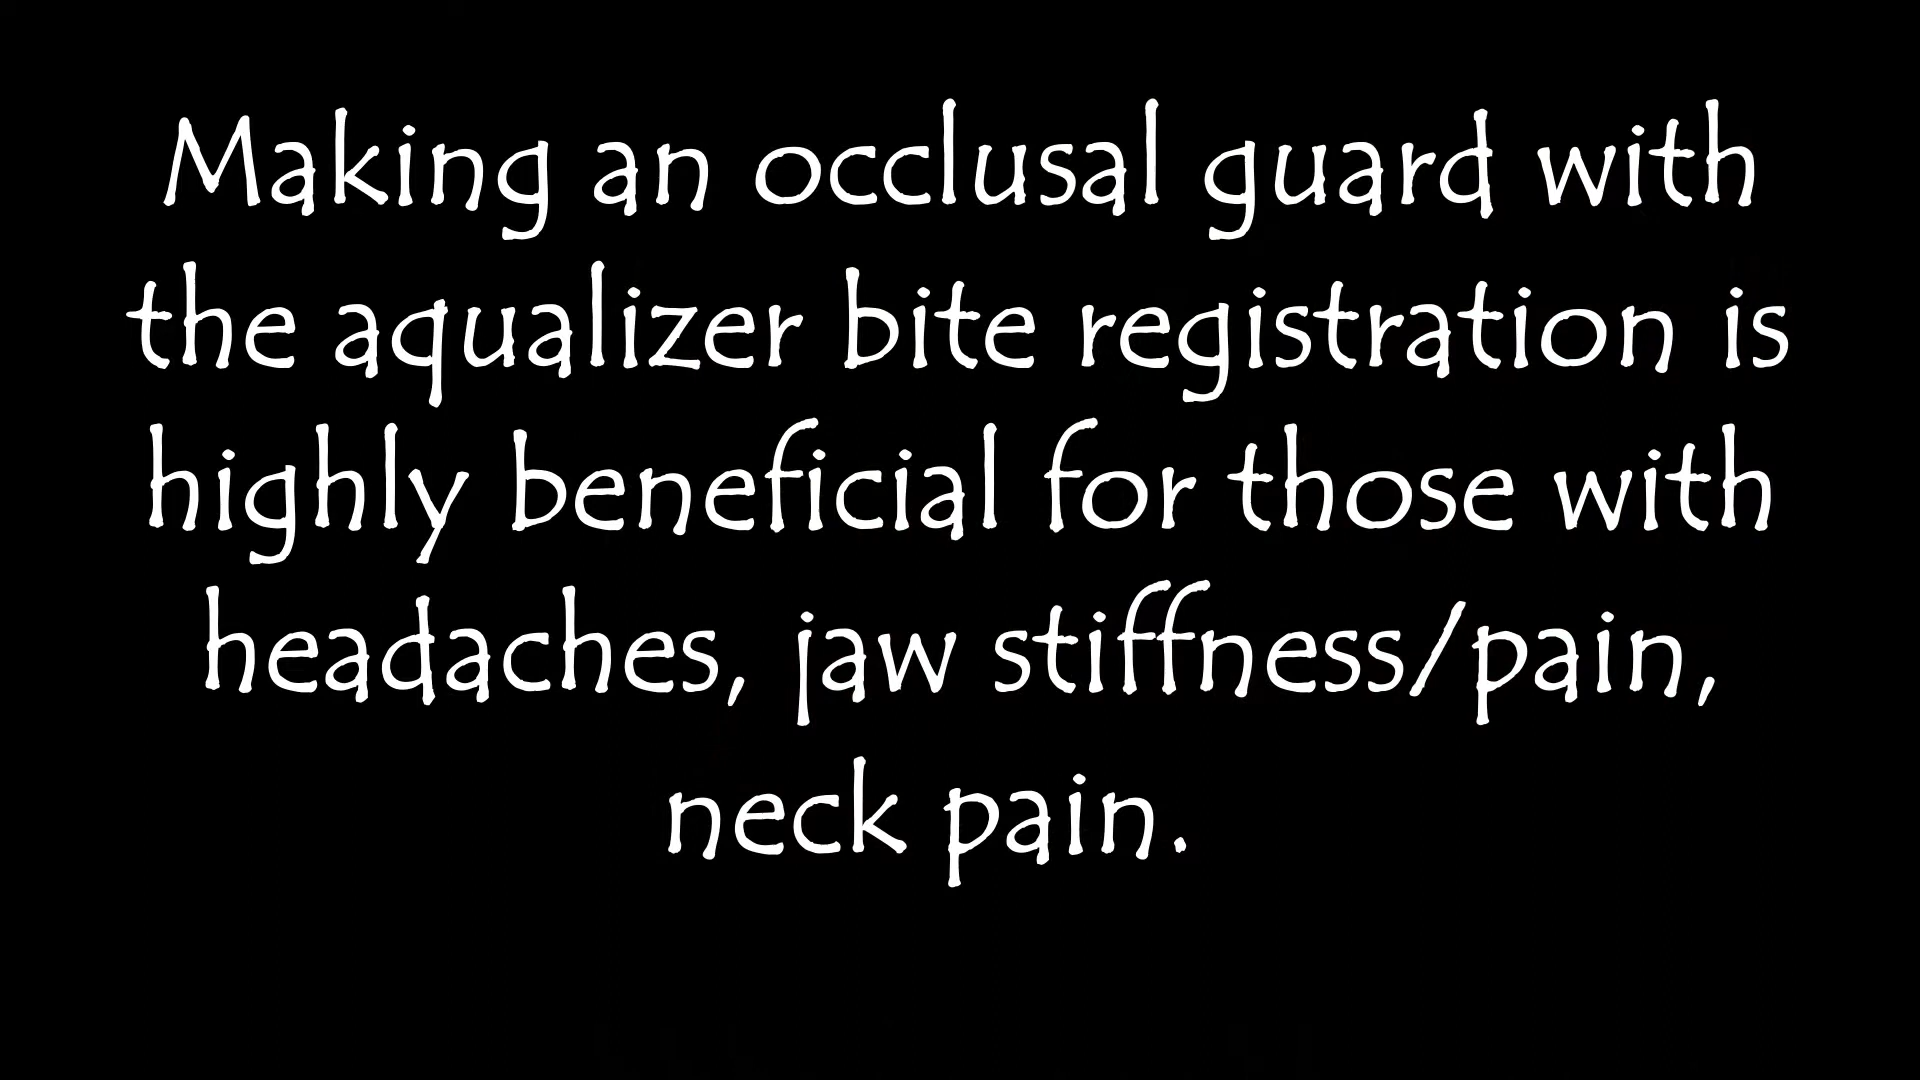 Making an occlusal guard with
the aqualizer bite registration is
highly beneficial for those with
headaches, jaw stiffness/pain,
neck pain.